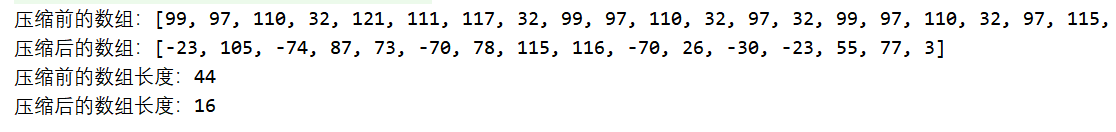 压缩前的数组：[99, 97, 110, 32, 121, 111, 117, 32, 99, 97, 110, 32, 97, 32, 99, 97, 110, 32, 97, 115,
压缩后的数组：[-23, 105, -74, 87, 73, -70, 78, 115, 116, -70, 26, -30, -23, 55, 77, 3]
压缩前的数组长度：44
压缩后的数组长度：16